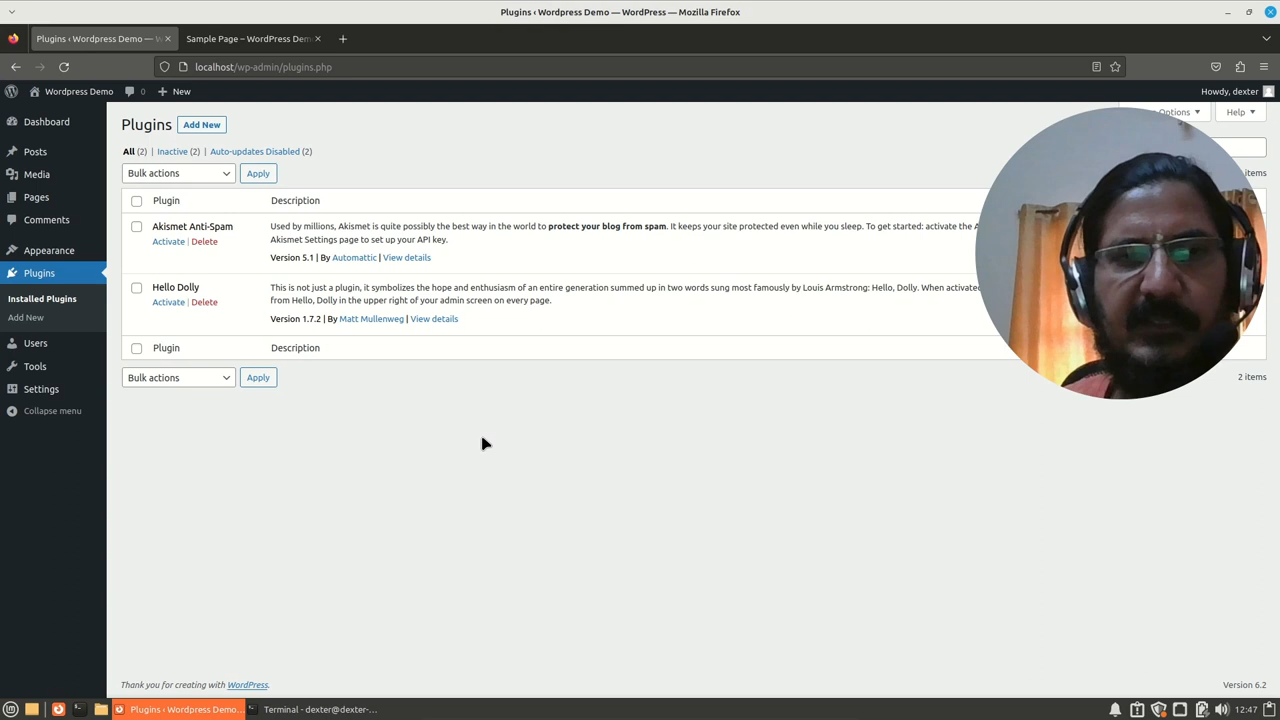 Plugins ‹ Wordpress Demo — WordPress — Mozilla Firefox
Plugins ‹ Wordpress Demo — W
Sample Page – WordPress Dem
localhost/wp-admin/plugins.php
Wordpress Demo 0 New
Howdy, dexter
Dashboard
Posts
Media
Pages
Comments
Appearance
Plugins
Installed Plugins
Add New
Users
Tools
Settings
Collapse menu
Options
Help
Plugins Add New
All (2) | Inactive (2) | Auto-updates Disabled (2)
Bulk actions Apply
items
Plugin Description
Akismet Anti-Spam
Activate | Delete
Used by millions, Akismet is quite possibly the best way in the world to protect your blog from spam. It keeps your site protected even while you sleep. To get started: activate the A
Akismet Settings page to set up your API key.
Version 5.1 | By Automattic | View details
Hello Dolly
Activate | Delete
This is not just a plugin, it symbolizes the hope and enthusiasm of an entire generation summed up in two words sung most famously by Louis Armstrong: Hello, Dolly. When activated
from Hello, Dolly in the upper right of your admin screen on every page.
Version 1.7.2 | By Matt Mullenweg | View details
Plugin Description
Bulk actions Apply
2 items
Thank you for creating with WordPress.
Version 6.2
Plugins ‹ Wordpress Demo...
Terminal - dexter@dexter-...
12:47